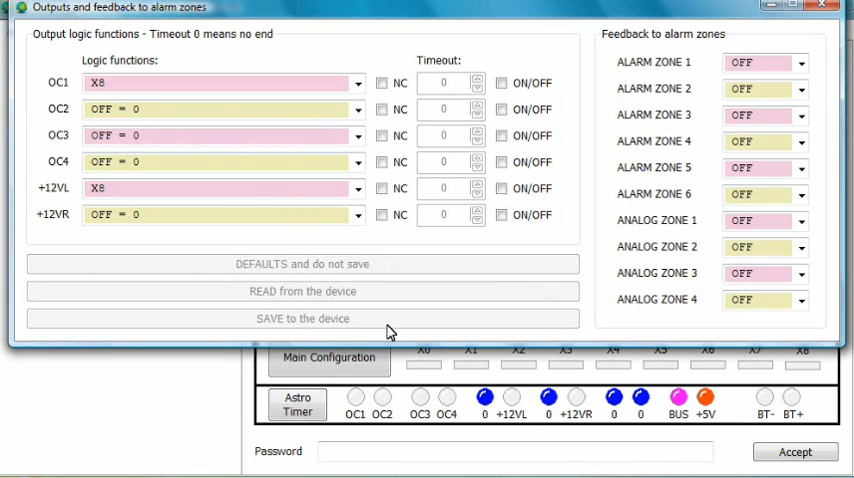 Outputs and feedback to alarm zones
Output logic functions - Timeout 0 means no end
Logic functions:
Timeout:
OC1 X8 NC 0 ON/OFF
OC2 OFF = 0 NC 0 ON/OFF
OC3 OFF = 0 NC 0 ON/OFF
OC4 OFF = 0 NC 0 ON/OFF
+12VL X8 NC 0 ON/OFF
+12VR OFF = 0 NC 0 ON/OFF
DEFAULTS and do not save
READ from the device
SAVE to the device
Feedback to alarm zones
ALARM ZONE 1 OFF
ALARM ZONE 2 OFF
ALARM ZONE 3 OFF
ALARM ZONE 4 OFF
ALARM ZONE 5 OFF
ALARM ZONE 6 OFF
ANALOG ZONE 1 OFF
ANALOG ZONE 2 OFF
ANALOG ZONE 3 OFF
ANALOG ZONE 4 OFF
Main Configuration
X0 X1 X2 X3 X4 X5 X6 X7 X8
Astro
Timer
OC1 OC2 OC3 OC4 0 +12VL 0 +12VR 0 0 BUS +5V BT- BT+
Password
Accept